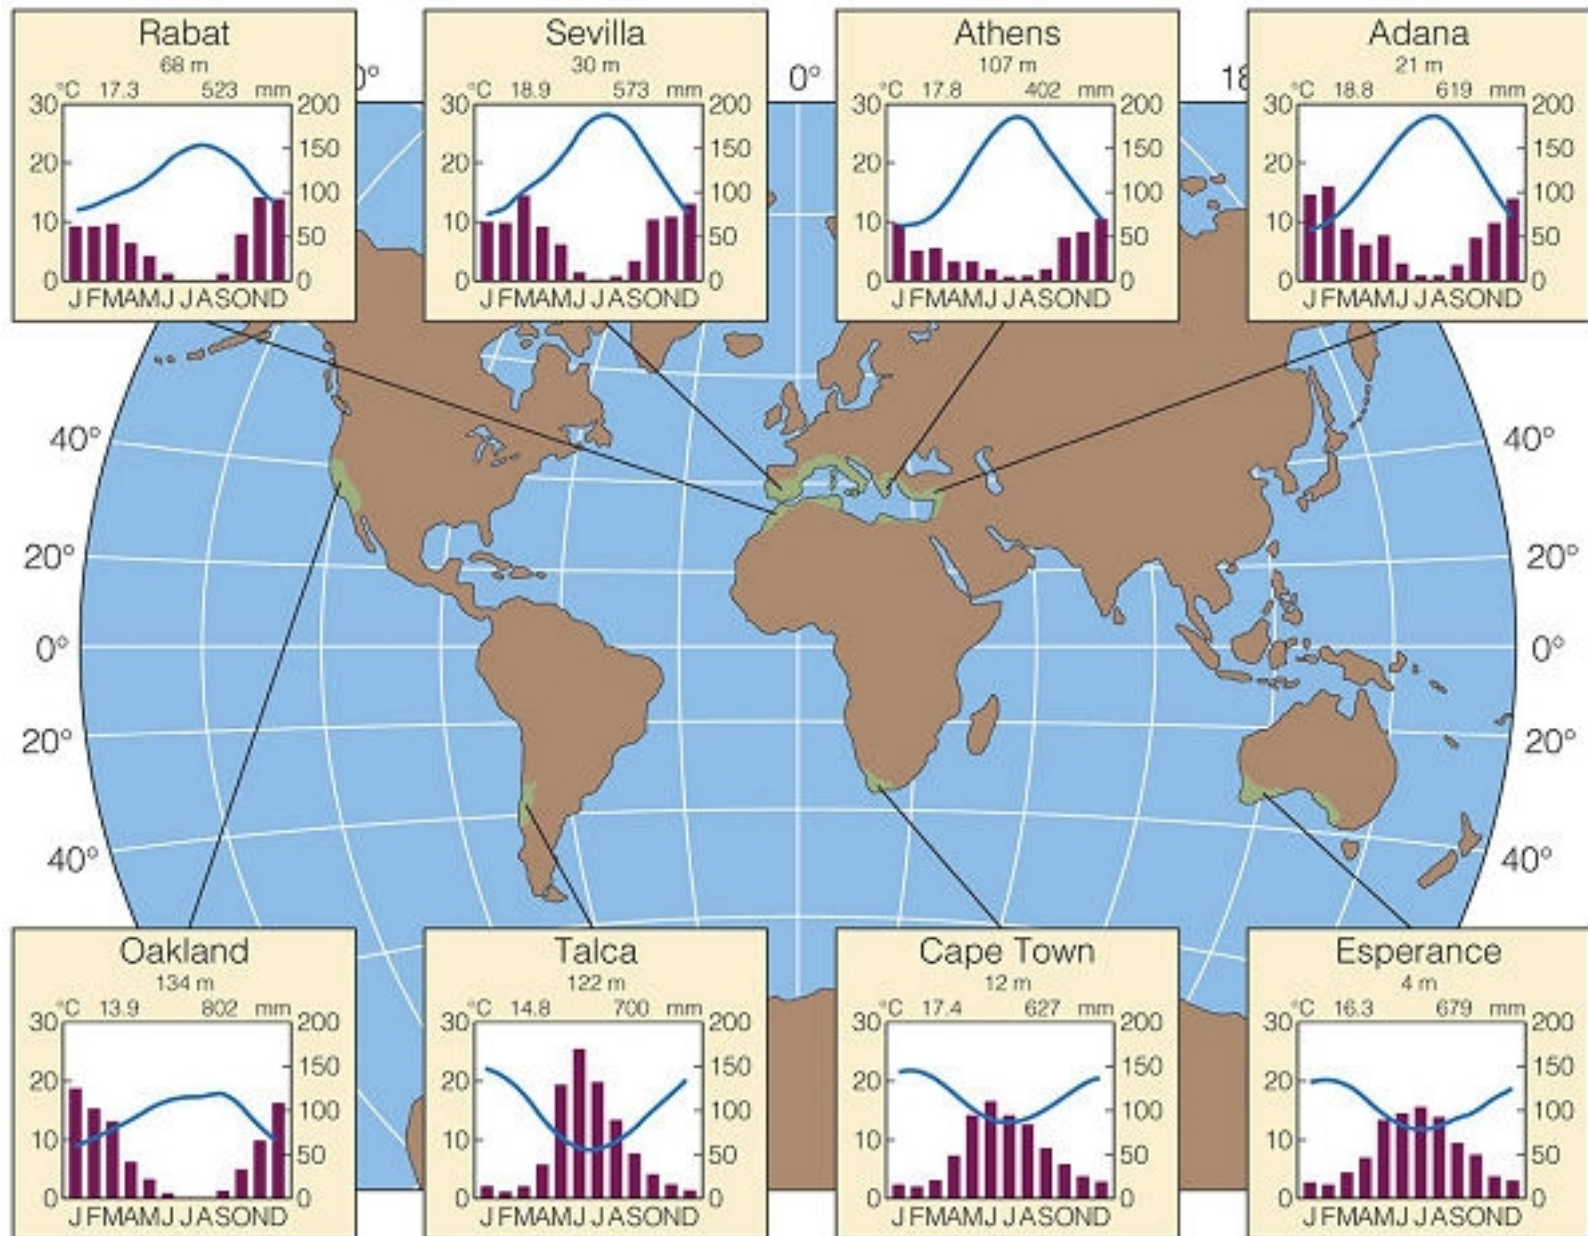 Rabat
68 m
°C 17.3 523 mm
30 200
150
20
100
10
50
0 0
J F M A M J J A S O N D
Sevilla
30 m
°C 18.9 573 mm
30 200
150
20
100
10
50
0 0
J F M A M J J A S O N D
Athens
107 m
°C 17.8 402 mm
30 200
150
20
100
10
50
0 0
J F M A M J J A S O N D
Adana
21 m
°C 18.8 619 mm
30 200
150
20
100
10
50
0 0
J F M A M J J A S O N D
0° 0° 18
40° 40°
20° 20°
0° 0°
20° 20°
40° 40°
Oakland
134 m
°C 13.9 802 mm
30 200
150
20
100
10
50
0 0
J F M A M J J A S O N D
Talca
122 m
°C 14.8 700 mm
30 200
150
20
100
10
50
0 0
J F M A M J J A S O N D
Cape Town
12 m
°C 17.4 627 mm
30 200
150
20
100
10
50
0 0
J F M A M J J A S O N D
Esperance
4 m
°C 16.3 679 mm
30 200
150
20
100
10
50
0 0
J F M A M J J A S O N D